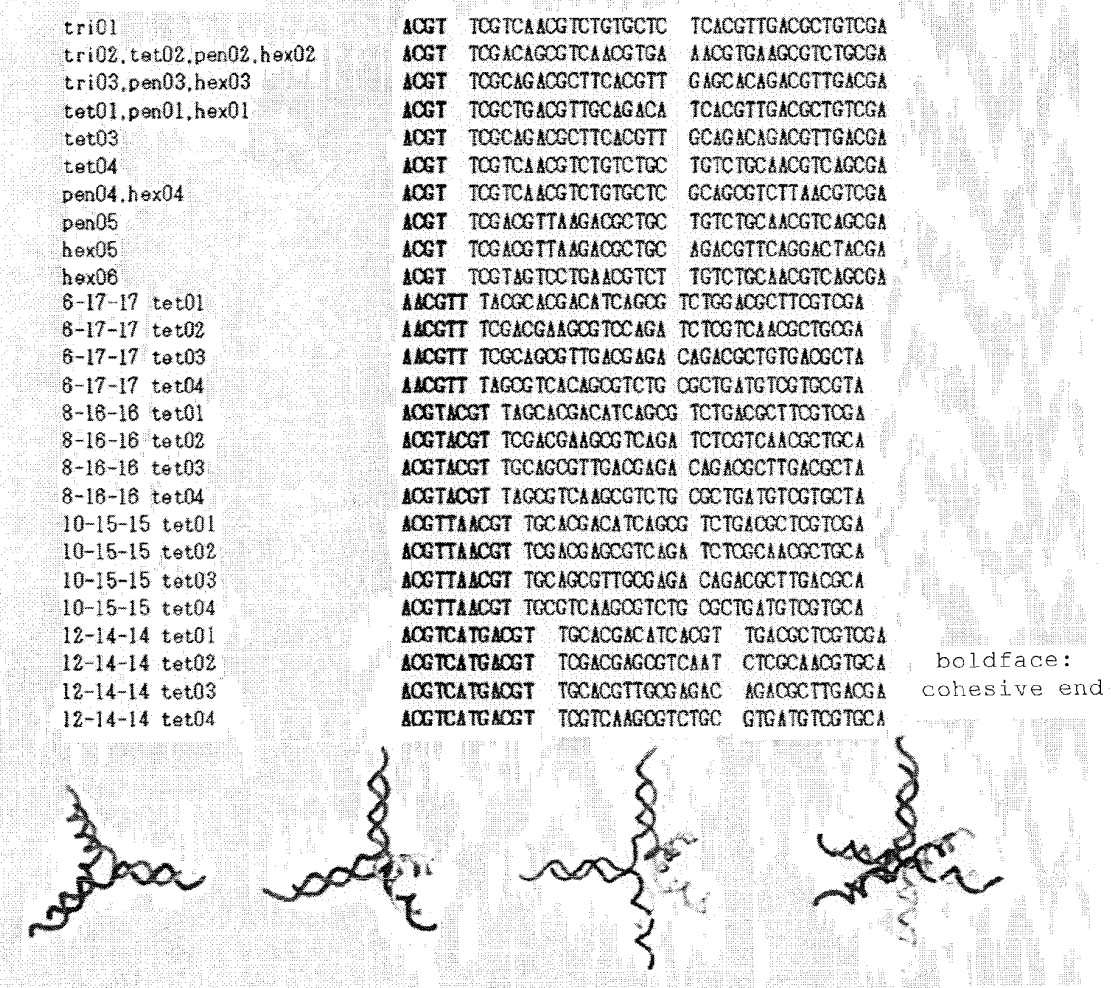 tri01 ACGT TCGTCAACGTCTGTGCTC TCACGTTGACGCTGTCGA
tri02,tet02,pen02,hex02 ACGT TCGACAGCGTCAACGTGA AACGTGAAGCGTCTGCGA
tri03,pen03,hex03 ACGT TCGCAGACGCTTCACGTT GAGCACAGACGTTGACGA
tet01,pen01,hex01 ACGT TCGCTGACGTTGCAGACA TCACGTTGACGCTGTCGA
tet03 ACGT TCGCAGACGCTTCACGTT GCAGACAGACGTTGACGA
tet04 ACGT TCGTCAACGTCTGTCTGC TGTCTGCAACGTCAGCGA
pen04,hex04 ACGT TCGTCAACGTCTGTGCTC GCAGCGTCTTAACGTCGA
pen05 ACGT TCGACGTTAAGACGCTGC TGTCTGCAACGTCAGCGA
hex05 ACGT TCGACGTTAAGACGCTGC AGACGTTCAGGACTACGA
hex06 ACGT TCGTAGTCCTGAACGTCT TGTCTGCAACGTCAGCGA
6-17-17 tet01 AACGTT TACGCACGACATCAGCG TCTGGACGCTTCGTCGA
6-17-17 tet02 AACGTT TCGACGAAGCGTCCAGA TCTCGTCAACGCTGCGA
6-17-17 tet03 AACGTT TCGCAGCGTTGACGAGA CAGACGCTGTGACGCTA
6-17-17 tet04 AACGTT TAGCGTCACAGCGTCTG CGCTGATGTCGTGCGTA
8-16-16 tet01 ACGTACGT TAGCACGACATCAGCG TCTGACGCTTCGTCGA
8-16-16 tet02 ACGTACGT TCGACGAAGCGTCAGA TCTCGTCAACGCTGCA
8-16-16 tet03 ACGTACGT TGCAGCGTTGACGAGA CAGACGCTTGACGCTA
8-16-16 tet04 ACGTACGT TAGCGTCAAGCGTCTG CGCTGATGTCGTGCTA
10-15-15 tet01 ACGTTAACGT TGCACGACATCAGCG TCTGACGCTCGTCGA
10-15-15 tet02 ACGTTAACGT TCGACGAGCGTCAGA TCTCGCAACGCTGCA
10-15-15 tet03 ACGTTAACGT TGCAGCGTTGCGAGA CAGACGCTTGACGCA
10-15-15 tet04 ACGTTAACGT TGCGTCAAGCGTCTG CGCTGATGTCGTGCA
12-14-14 tet01 ACGTCATGACGT TGCACGACATCACGT TGACGCTCGTCGA
12-14-14 tet02 ACGTCATGACGT TCGACGAGCGTCAAT CTCGCAACGTGCA
12-14-14 tet03 ACGTCATGACGT TGCACGTTGCGAGAC AGACGCTTGACGA
12-14-14 tet04 ACGTCATGACGT TCGTCAAGCGTCTGC GTGATGTCGTGCA
boldface:
cohesive end